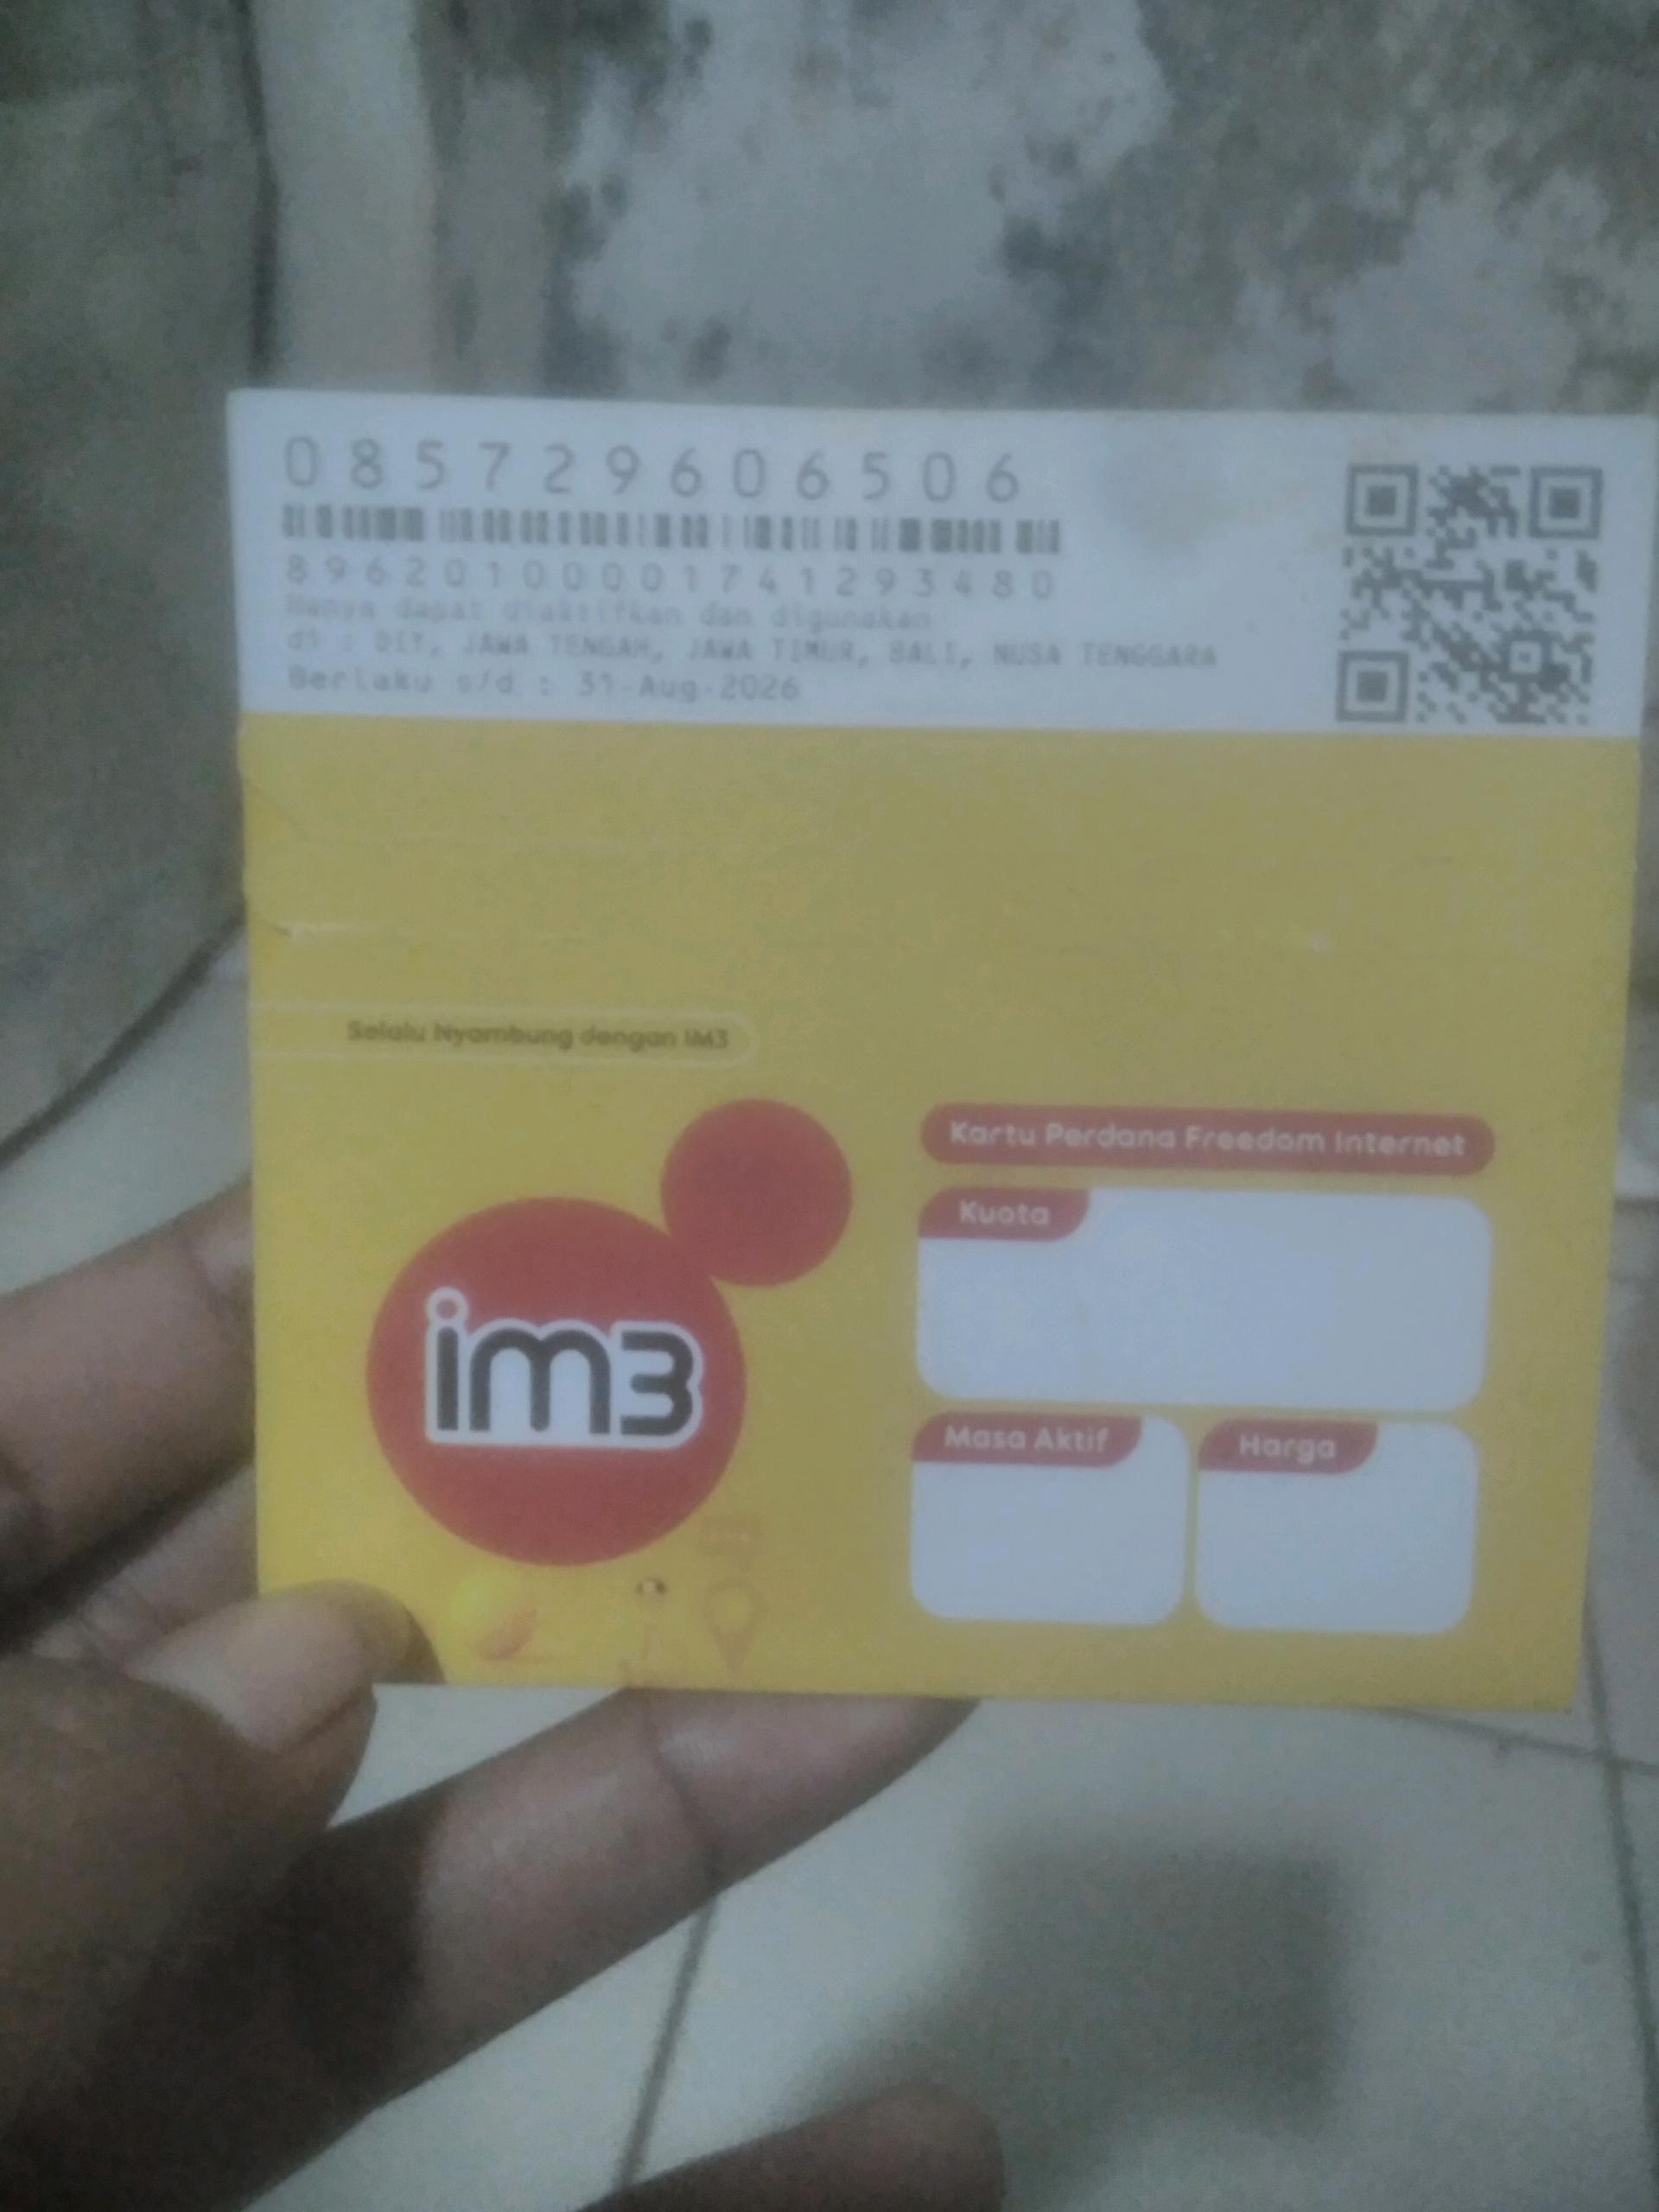 085729606506
89620100001741293480
Hanya dapat diaktifkan dan digunakan
di : DIY, JAWA TENGAH, JAWA TIMUR, BALI, NUSA TENGGARA
Berlaku s/d : 31-Aug-2026
Selalu Nyambung dengan IM3
im3
Kartu Perdana Freedom Internet
Kuota
Masa Aktif
Harga